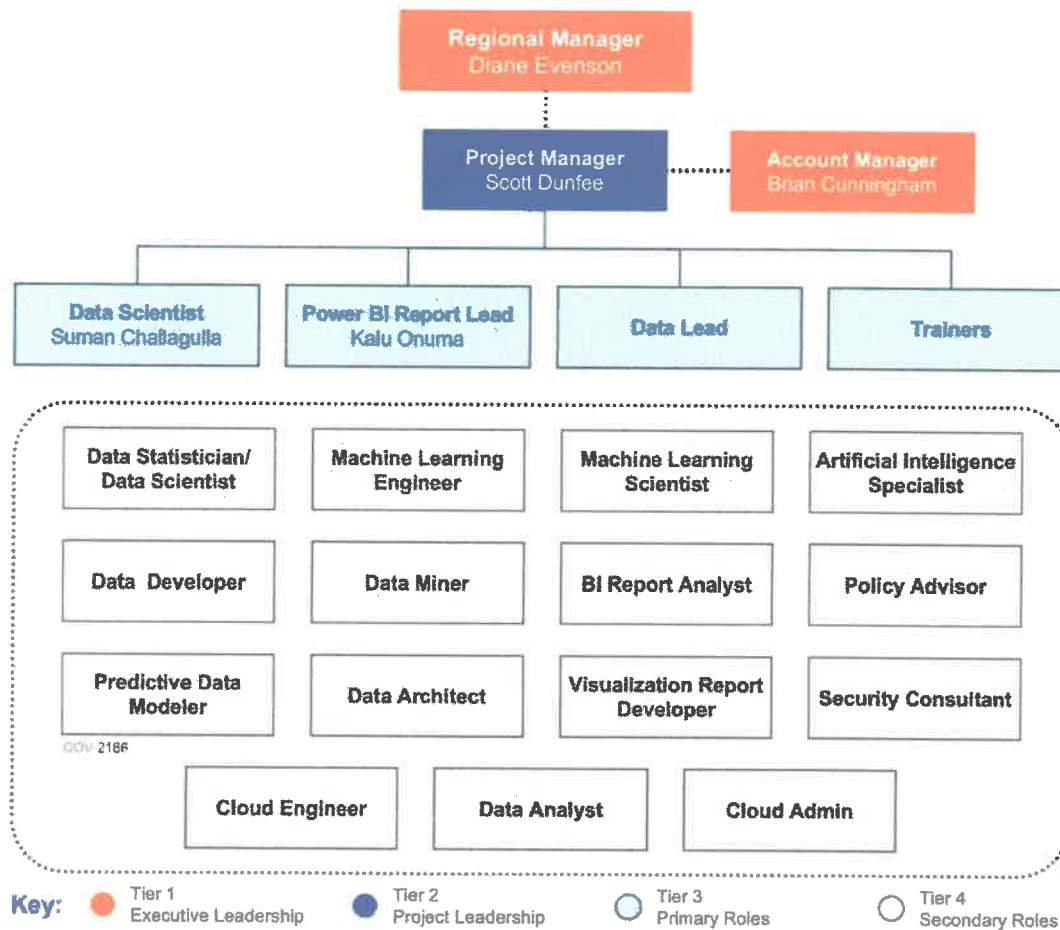 Regional Manager
Diane Evenson
Project Manager
Scott Dunfee
Account Manager
Brian Cunningham
Data Scientist
Suman Challagulla
Power BI Report Lead
Kalu Onuma
Data Lead
Trainers
Data Statistician/
Data Scientist
Machine Learning
Engineer
Machine Learning
Scientist
Artificial Intelligence
Specialist
Data Developer
Data Miner
BI Report Analyst
Policy Advisor
Predictive Data
Modeler
Data Architect
Visualization Report
Developer
Security Consultant
GOV-2186
Cloud Engineer
Data Analyst
Cloud Admin
Key:
Tier 1
Executive Leadership
Tier 2
Project Leadership
Tier 3
Primary Roles
Tier 4
Secondary Roles